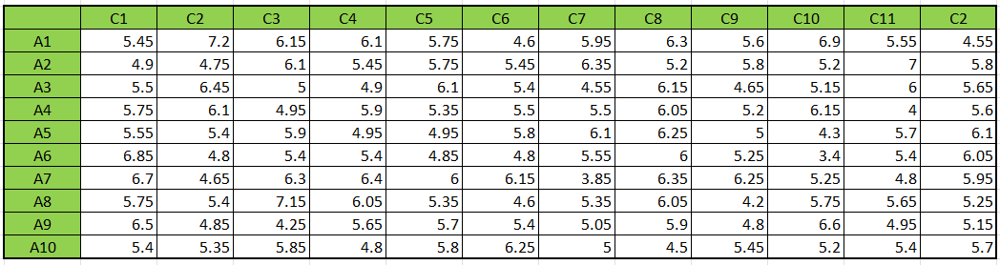 C1 C2 C3 C4 C5 C6 C7 C8 C9 C10 C11 C2
A1 5.45 7.2 6.15 6.1 5.75 4.6 5.95 6.3 5.6 6.9 5.55 4.55
A2 4.9 4.75 6.1 5.45 5.75 5.45 6.35 5.2 5.8 5.2 7 5.8
A3 5.5 6.45 5 4.9 6.1 5.4 4.55 6.15 4.65 5.15 6 5.65
A4 5.75 6.1 4.95 5.9 5.35 5.5 5.5 6.05 5.2 6.15 4 5.6
A5 5.55 5.4 5.9 4.95 4.95 5.8 6.1 6.25 5 4.3 5.7 6.1
A6 6.85 4.8 5.4 5.4 4.85 4.8 5.55 6 5.25 3.4 5.4 6.05
A7 6.7 4.65 6.3 6.4 6 6.15 3.85 6.35 6.25 5.25 4.8 5.95
A8 5.75 5.4 7.15 6.05 5.35 4.6 5.35 6.05 4.2 5.75 5.65 5.25
A9 6.5 4.85 4.25 5.65 5.7 5.4 5.05 5.9 4.8 6.6 4.95 5.15
A10 5.4 5.35 5.85 4.8 5.8 6.25 5 4.5 5.45 5.2 5.4 5.7